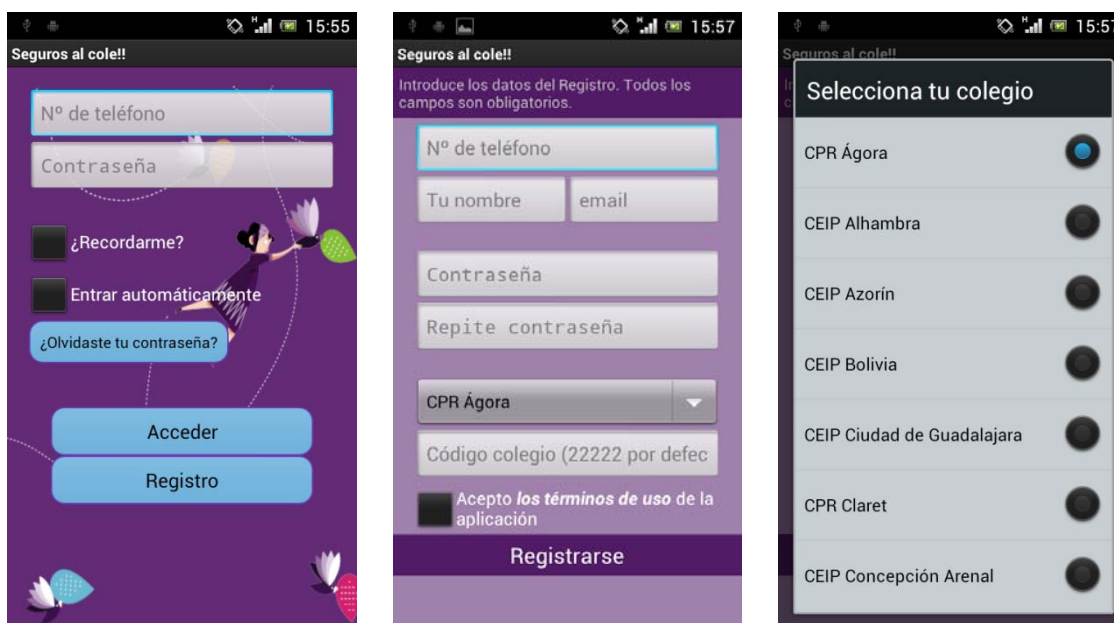 15:55
Seguros al cole!!
Nº de teléfono
Contraseña
¿Recordarme?
Entrar automáticamente
¿Olvidaste tu contraseña?
Acceder
Registro
H 15:57
Seguros al cole!!
Introduce los datos del Registro. Todos los
campos son obligatorios.
Nº de teléfono
Tu nombre email
Contraseña
Repite contraseña
CPR Ágora
Código colegio (22222 por defec
Acepto los términos de uso de la
aplicación
Registrarse
H 15:57
Seguros al cole!!
Selecciona tu colegio
CPR Ágora
CEIP Alhambra
CEIP Azorín
CEIP Bolivia
CEIP Ciudad de Guadalajara
CPR Claret
CEIP Concepción Arenal